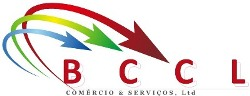 B C C L
COMÉRCIO & SERVIÇOS, Ltd